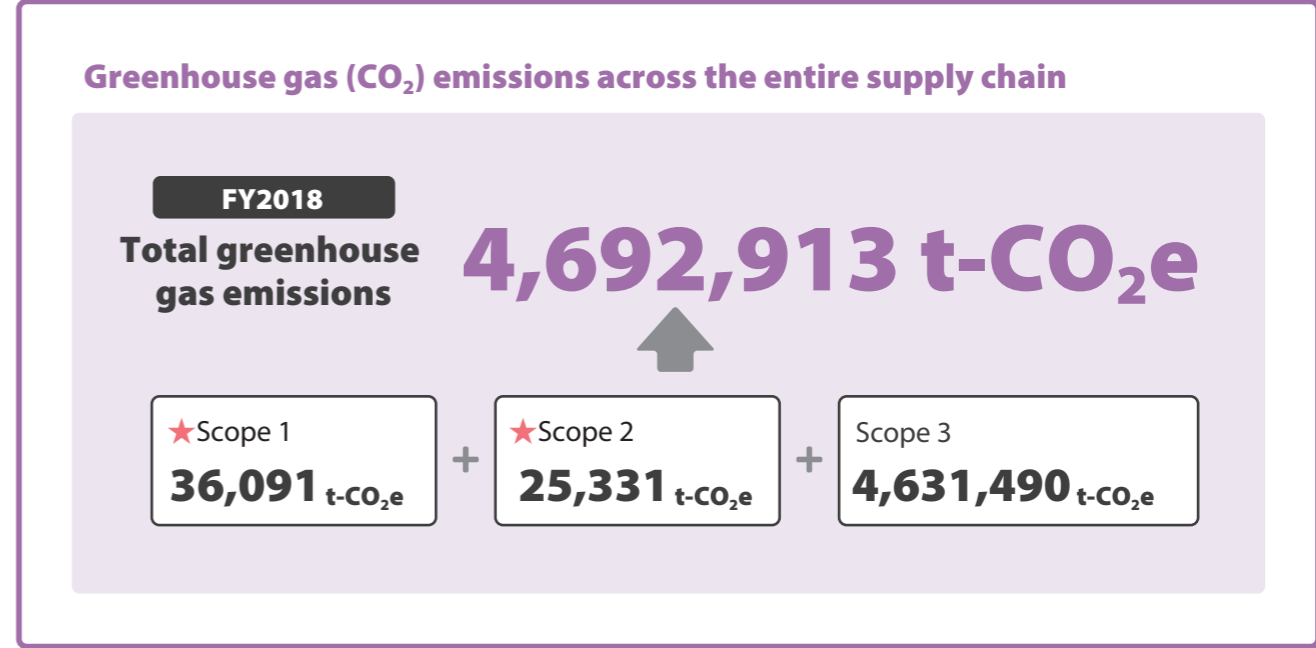 Greenhouse gas (CO₂) emissions across the entire supply chain
FY2018
Total greenhouse
gas emissions
4,692,913 t-CO₂e
★Scope 1
36,091 t-CO₂e
+
★Scope 2
25,331 t-CO₂e
+
Scope 3
4,631,490 t-CO₂e